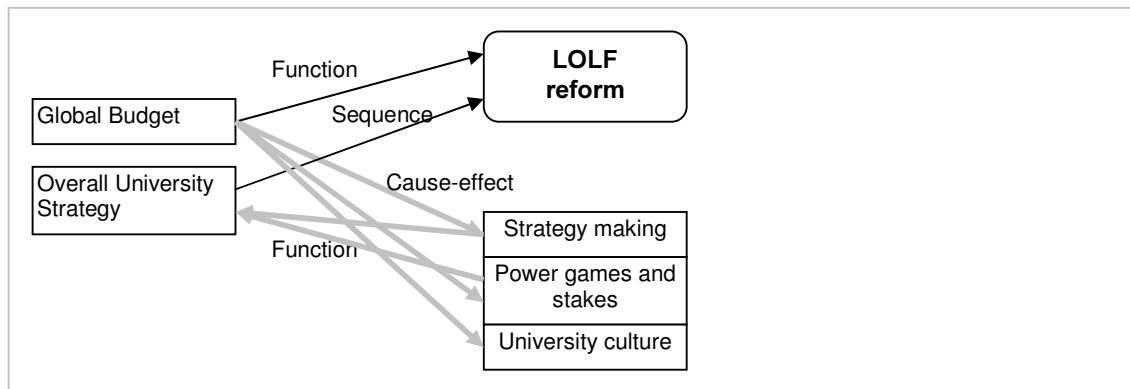 LOLF
reform
Function
Global Budget
Sequence
Overall University
Strategy
Cause-effect
Strategy making
Function
Power games and
stakes
University culture